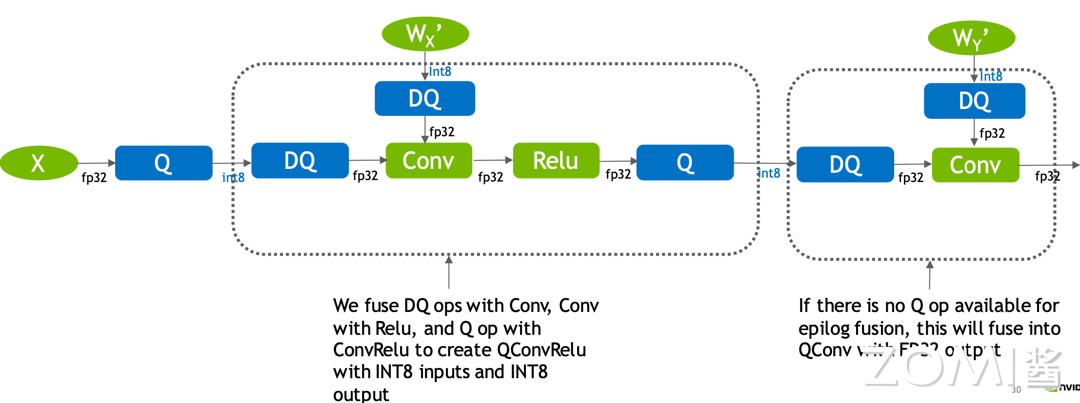 Wx'
WY'
Int8
Int8
DQ
DQ
fp32
fp32
X
fp32
Q
int8
DQ
fp32
Conv
fp32
Relu
fp32
Q
Int8
DQ
fp32
Conv
fp32
We fuse DQ ops with Conv, Conv
with Relu, and Q op with
ConvRelu to create QConvRelu
with INT8 inputs and INT8
output
If there is no Q op available for
epilog fusion, this will fuse into
QConv with FP32 output
ZOMI酱
30
NVID